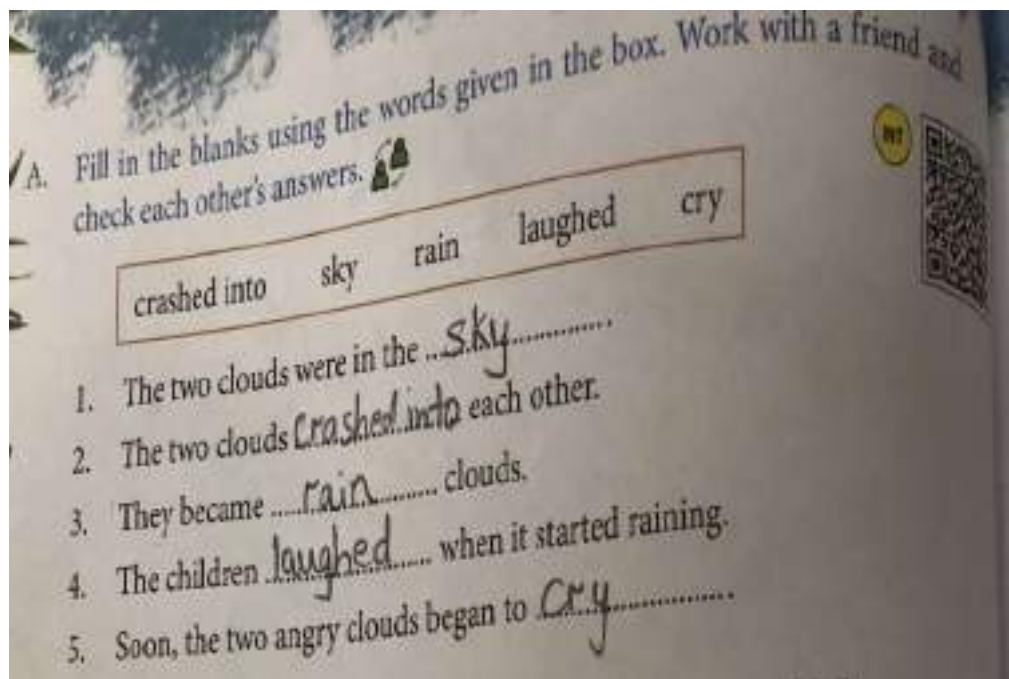 A. Fill in the blanks using the words given in the box. Work with a friend and
check each other's answers.
crashed into sky rain laughed cry
1. The two clouds were in the ..sky..............
2. The two clouds Crashed into each other.
3. They became .....rain.......... clouds.
4. The children laughed...... when it started raining.
5. Soon, the two angry clouds began to cry..................